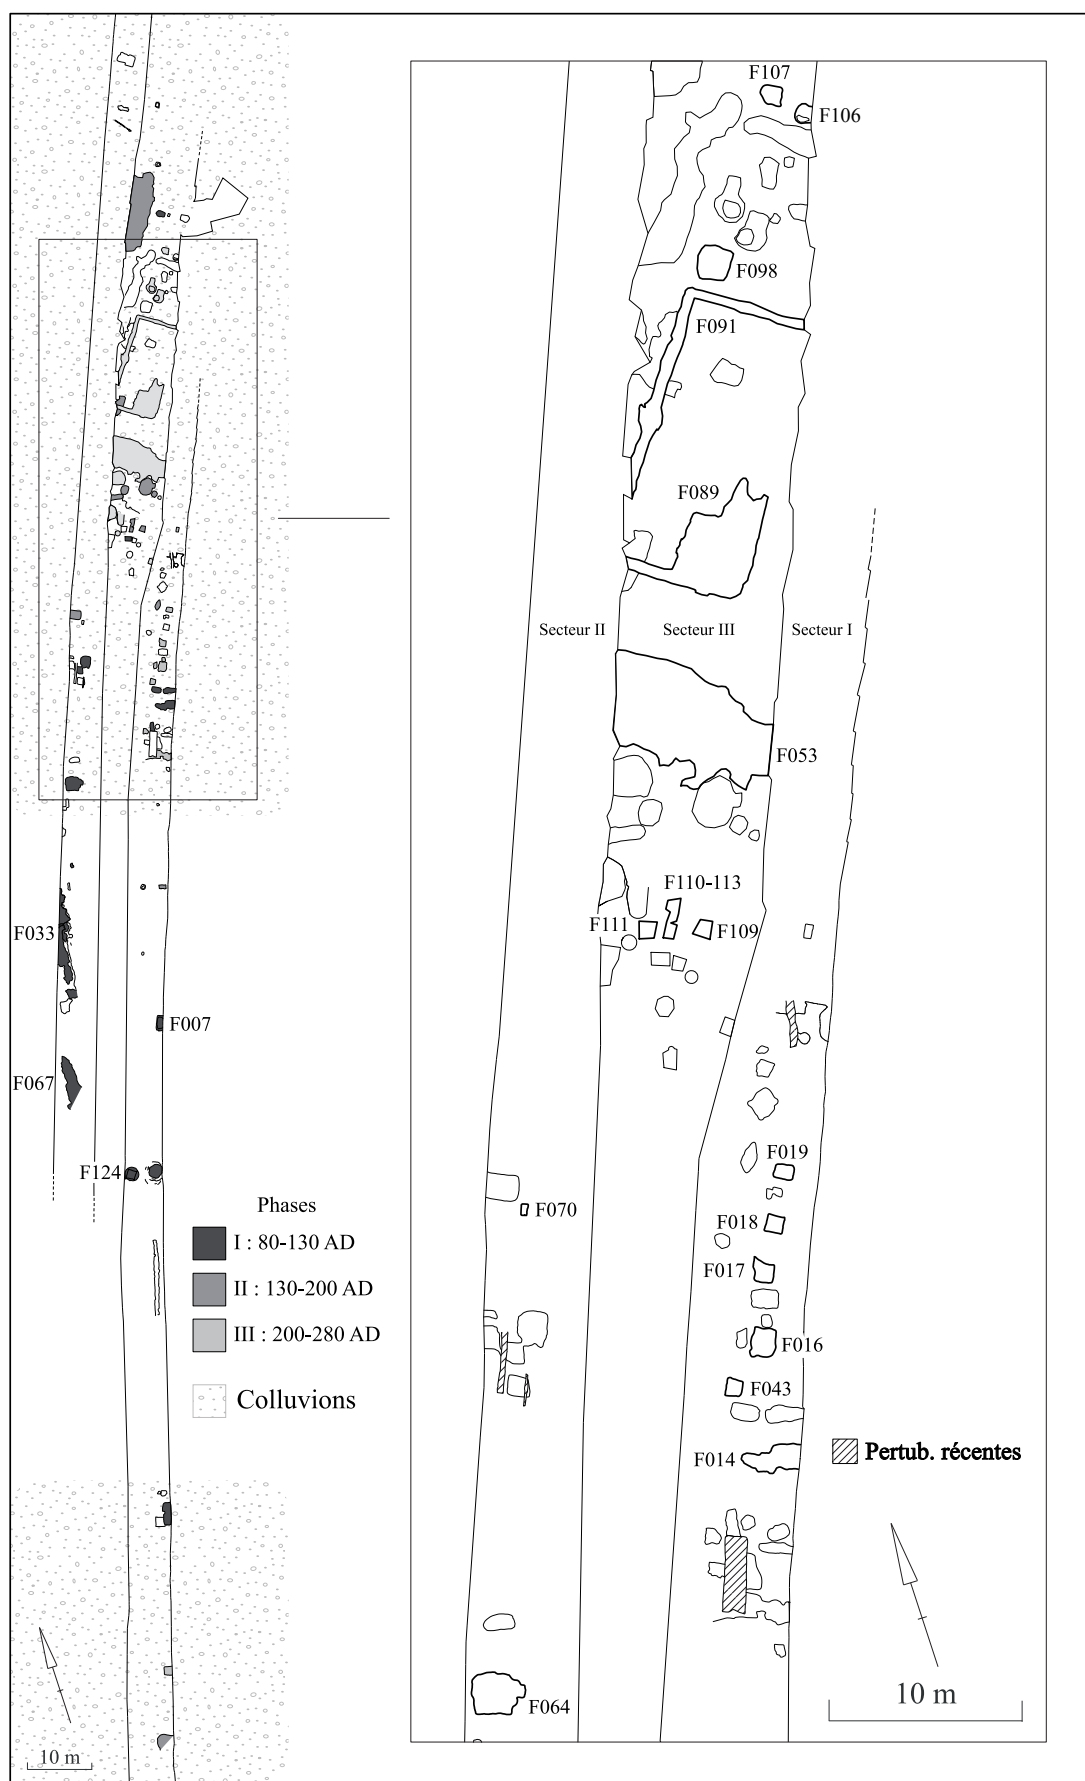 F033
F067
F007
F124
Phases
I : 80-130 AD
II : 130-200 AD
III : 200-280 AD
Colluvions
10 m
F107
F106
F098
F091
F089
Secteur II
Secteur III
Secteur I
F053
F110-113
F111
F109
F019
F070
F018
F017
F016
F043
F014
Pertub. récentes
F064
10 m